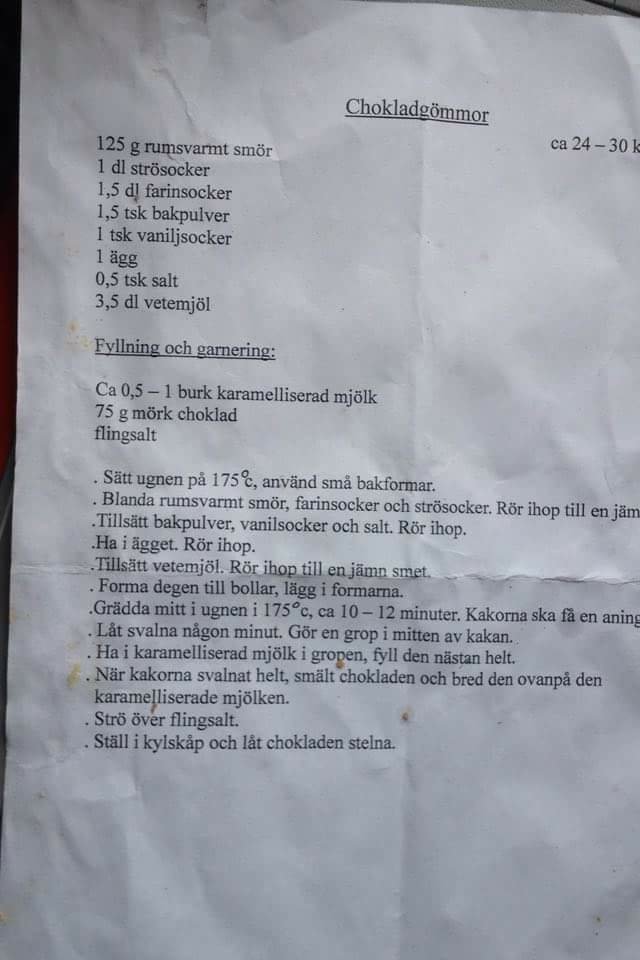 Chokladgömmor
125 g rumsvarmt smör
ca 24 – 30 k
1 dl strösocker
1,5 dl farinsocker
1,5 tsk bakpulver
1 tsk vaniljsocker
1 ägg
0,5 tsk salt
3,5 dl vetemjöl
Fyllning och garnering:
Ca 0,5 – 1 burk karamelliserad mjölk
75 g mörk choklad
flingsalt
. Sätt ugnen på 175°c, använd små bakformar.
. Blanda rumsvarmt smör, farinsocker och strösocker. Rör ihop till en jäm
.Tillsätt bakpulver, vanilsocker och salt. Rör ihop.
.Ha i ägget. Rör ihop.
.Tillsätt vetemjöl. Rör ihop till en jämn smet.
. Forma degen till bollar, lägg i formarna.
.Grädda mitt i ugnen i 175°c, ca 10 – 12 minuter. Kakorna ska få en aning
. Låt svalna någon minut. Gör en grop i mitten av kakan.
. Ha i karamelliserad mjölk i gropen, fyll den nästan helt.
. När kakorna svalnat helt, smält chokladen och bred den ovanpå den
karamelliserade mjölken.
. Strö över flingsalt.
. Ställ i kylskåp och låt chokladen stelna.